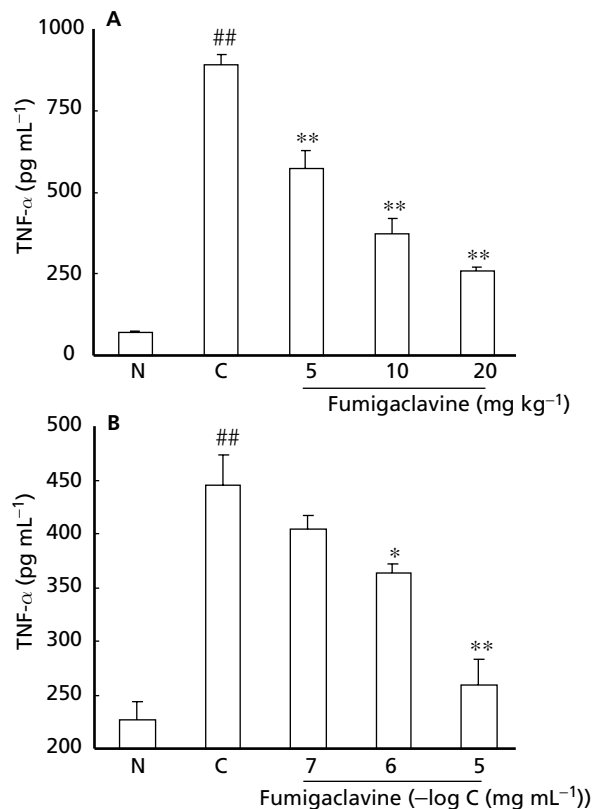 A
1000
##
750
**
500
**
**
250
0
TNF-α (pg mL⁻¹)
N C 5 10 20
Fumigaclavine (mg kg⁻¹)
B
500
##
450
400
*
350
300
**
250
200
TNF-α (pg mL⁻¹)
N C 7 6 5
Fumigaclavine (–log C (mg mL⁻¹))